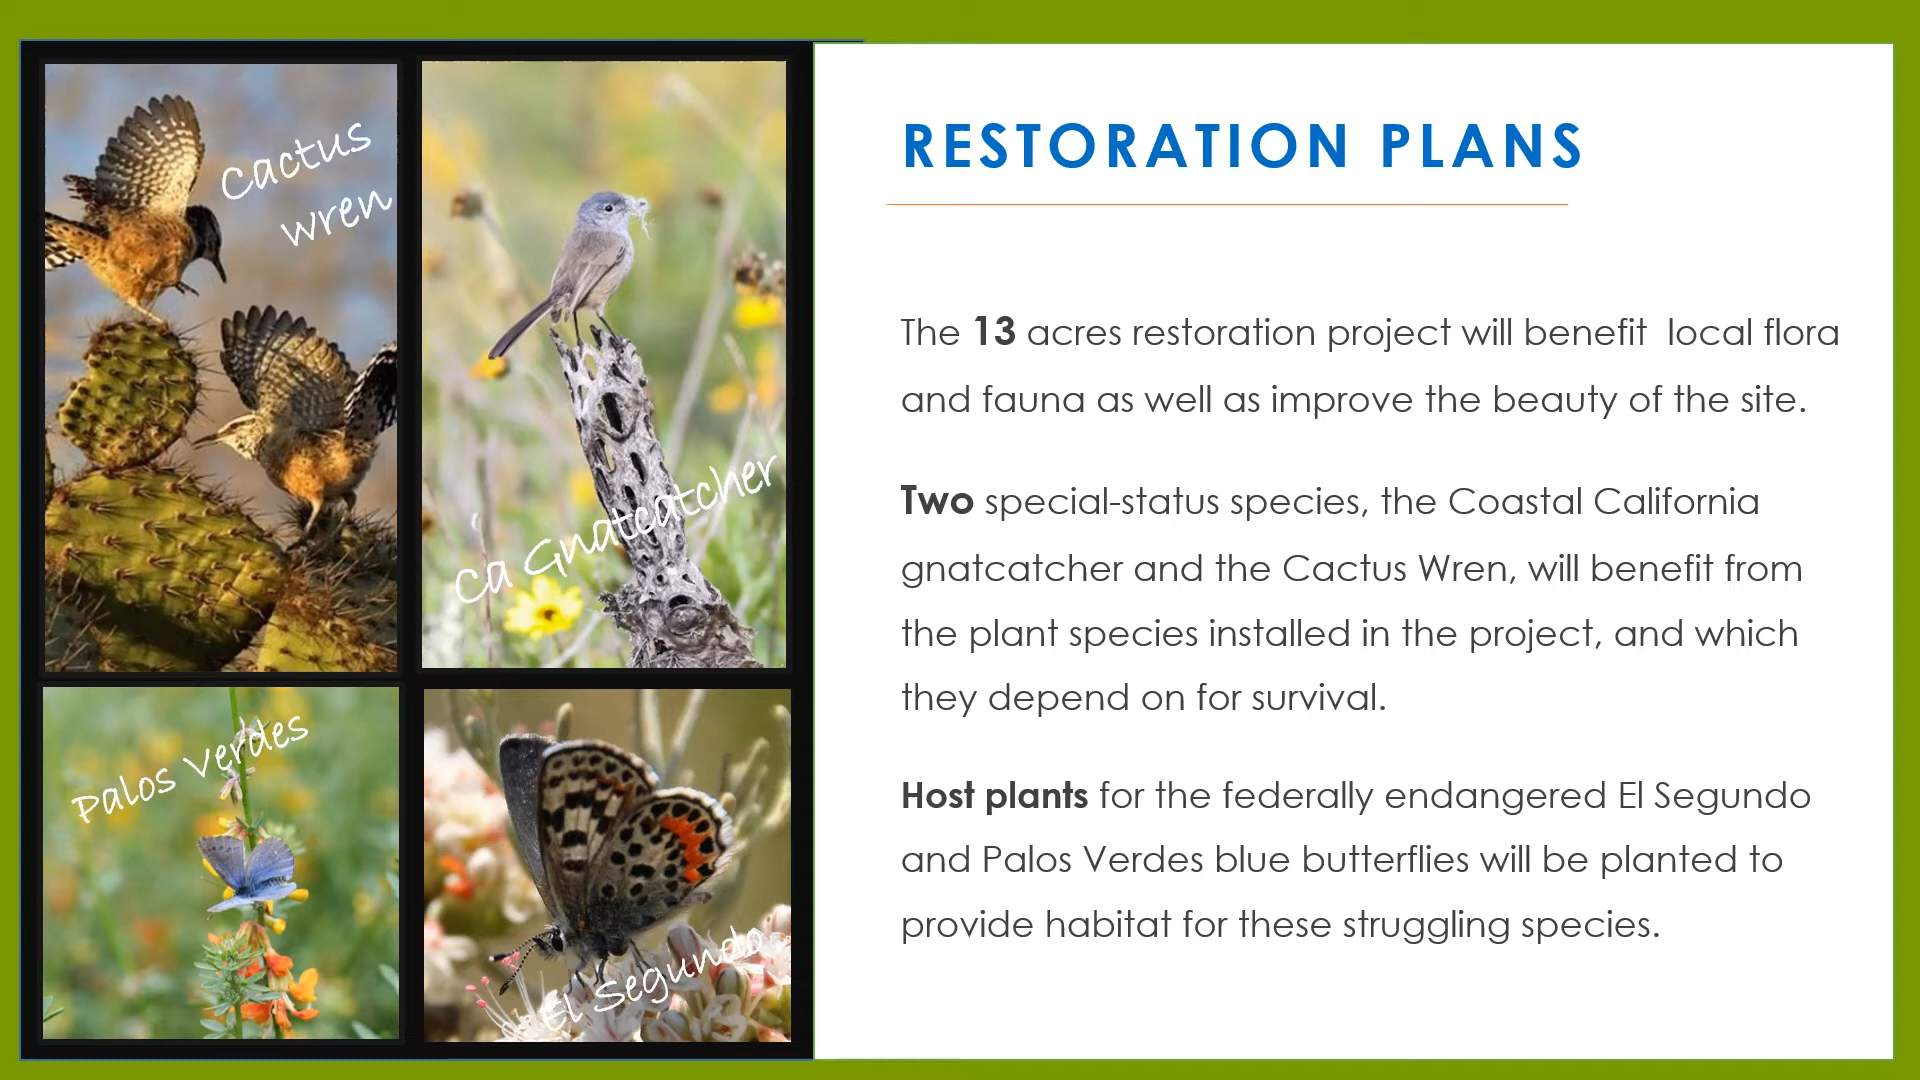 Cactus
wren
Ca Gnatcatcher
Palos Verdes
El Segundo
RESTORATION PLANS
The 13 acres restoration project will benefit  local flora
and fauna as well as improve the beauty of the site.
Two special-status species, the Coastal California
gnatcatcher and the Cactus Wren, will benefit from
the plant species installed in the project, and which
they depend on for survival.
Host plants for the federally endangered El Segundo
and Palos Verdes blue butterflies will be planted to
provide habitat for these struggling species.